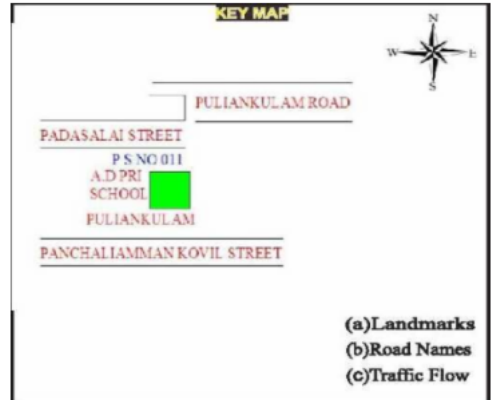 KEY MAP
N
W E
S
PULIANKULAM ROAD
PADASALAI STREET
P S NO 011
A.D PRI
SCHOOL
PULIANKULAM
PANCHALIAMMAN KOVIL STREET
(a)Landmarks
(b)Road Names
(c)Traffic Flow